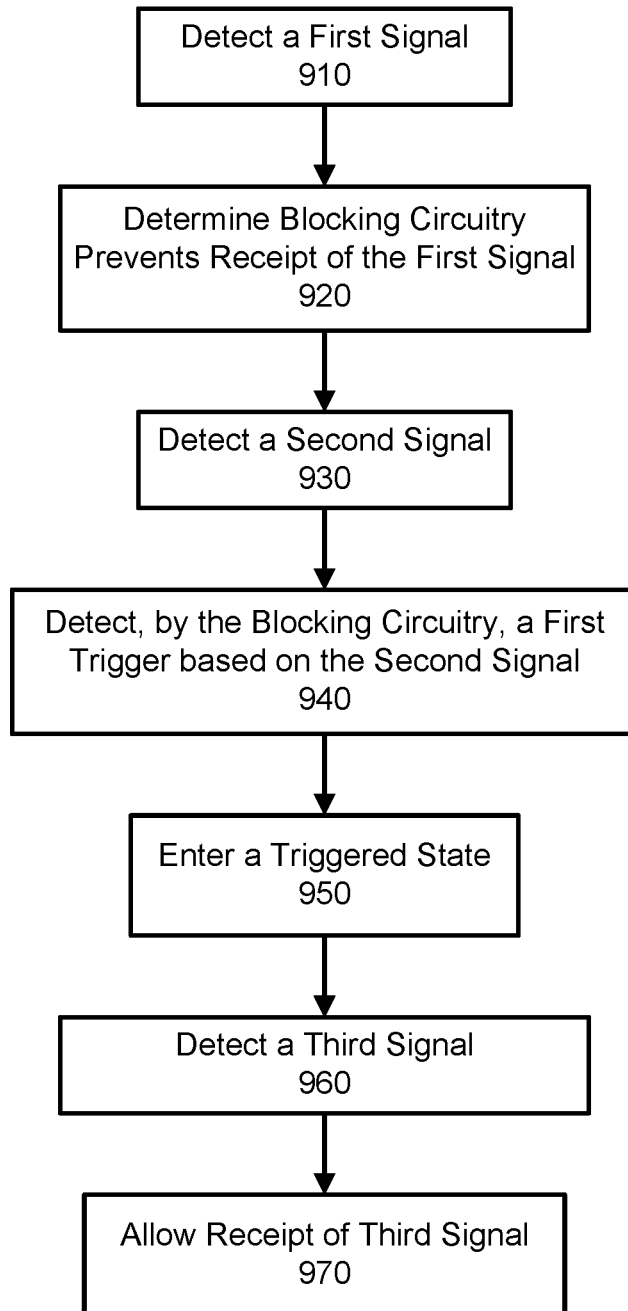 Detect a First Signal
910
Determine Blocking Circuitry
Prevents Receipt of the First Signal
920
Detect a Second Signal
930
Detect, by the Blocking Circuitry, a First
Trigger based on the Second Signal
940
Enter a Triggered State
950
Detect a Third Signal
960
Allow Receipt of Third Signal
970